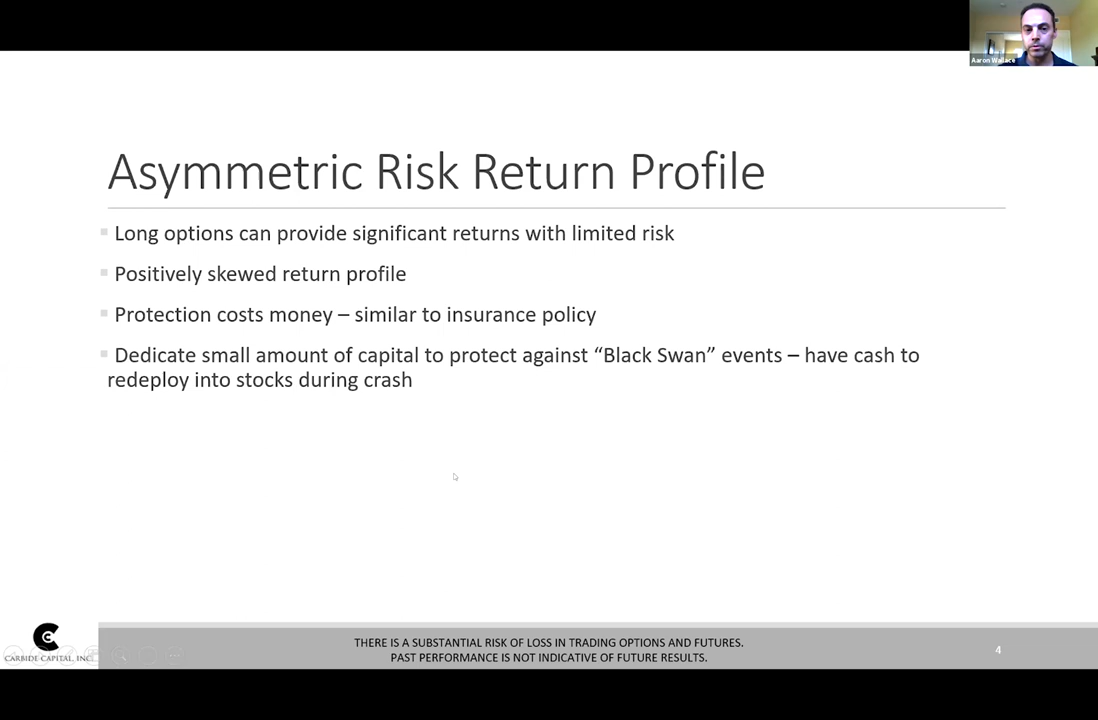 Aaron Wallace
Asymmetric Risk Return Profile
Long options can provide significant returns with limited risk
Positively skewed return profile
Protection costs money – similar to insurance policy
Dedicate small amount of capital to protect against “Black Swan” events – have cash to
redeploy into stocks during crash
THERE IS A SUBSTANTIAL RISK OF LOSS IN TRADING OPTIONS AND FUTURES.
PAST PERFORMANCE IS NOT INDICATIVE OF FUTURE RESULTS.
4
CARBIDE CAPITAL, INC